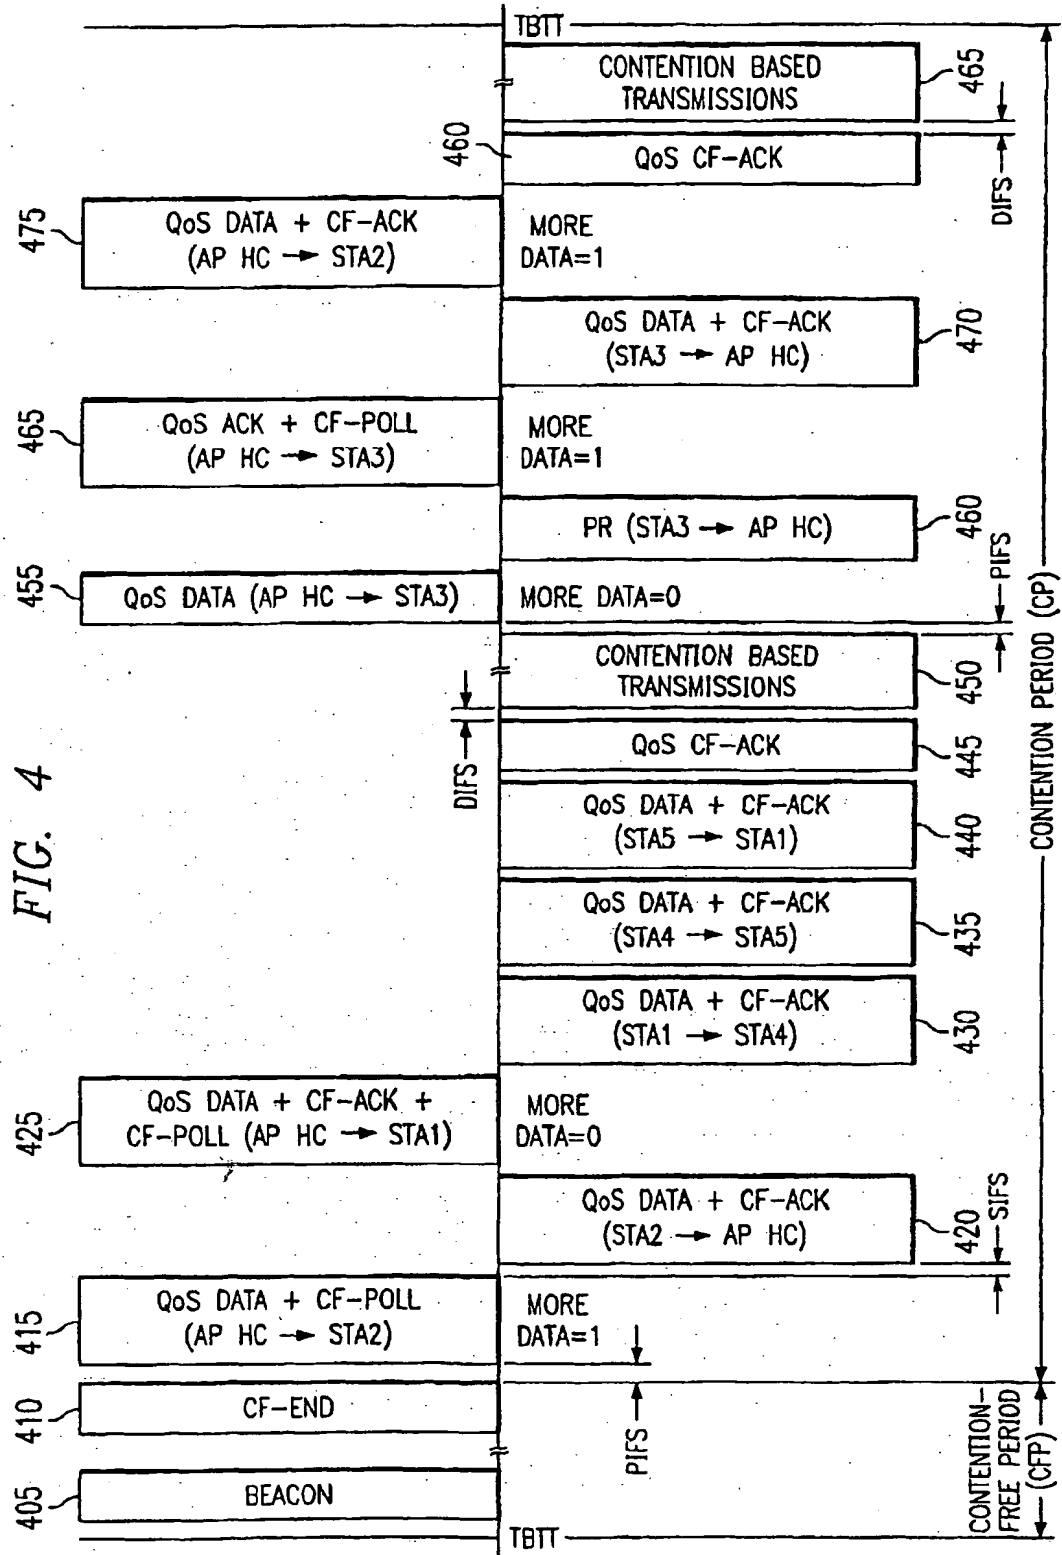 TBTT
CONTENTION BASED
TRANSMISSIONS
465
460
QoS CF-ACK
DIFS
475
QoS DATA + CF-ACK
(AP HC → STA2)
MORE
DATA=1
QoS DATA + CF-ACK
(STA3 → AP HC)
470
465
QoS ACK + CF-POLL
(AP HC → STA3)
MORE
DATA=1
PR (STA3 → AP HC)
460
PIFS
455
QoS DATA (AP HC → STA3)
MORE DATA=0
CONTENTION BASED
TRANSMISSIONS
450
DIFS
QoS CF-ACK
445
FIG. 4
QoS DATA + CF-ACK
(STA5 → STA1)
440
CONTENTION PERIOD (CP)
QoS DATA + CF-ACK
(STA4 → STA5)
435
QoS DATA + CF-ACK
(STA1 → STA4)
430
425
QoS DATA + CF-ACK +
CF-POLL (AP HC → STA1)
MORE
DATA=0
QoS DATA + CF-ACK
(STA2 → AP HC)
420
SIFS
415
QoS DATA + CF-POLL
(AP HC → STA2)
MORE
DATA=1
410
CF-END
PIFS
CONTENTION-
FREE PERIOD
(CFP)
405
BEACON
TBTT